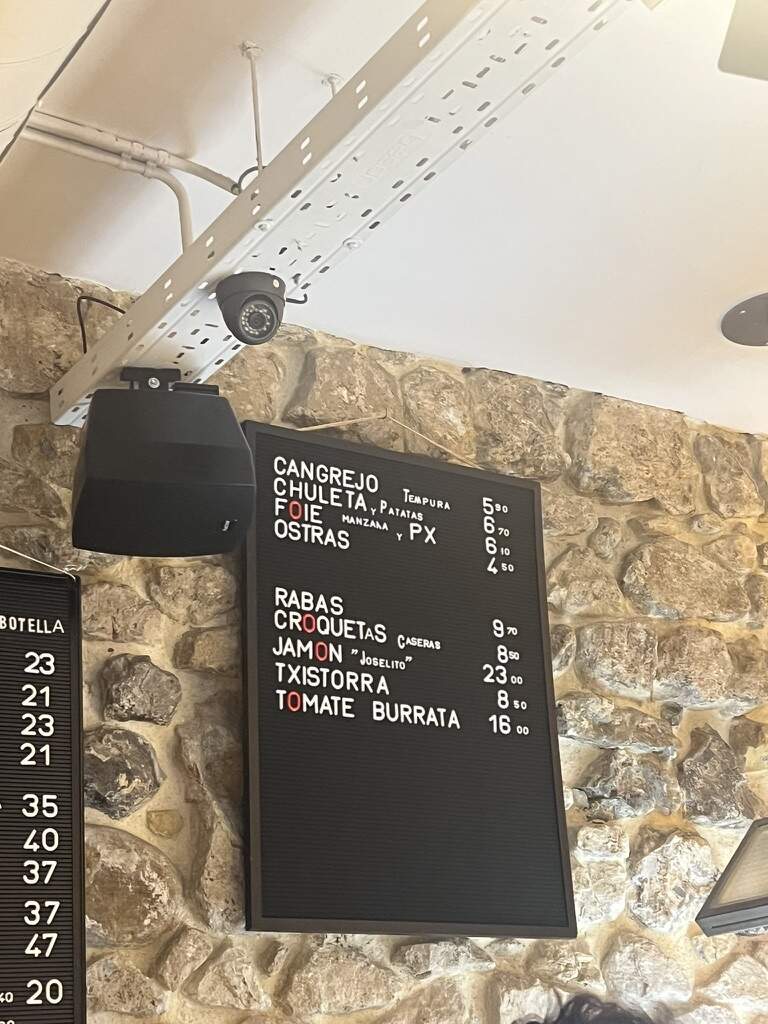 CANGREJO TEMPURA 5 90
CHULETA Y PATATAS 6 70
FOIE MANZANA Y PX 6 10
OSTRAS 4 50
RABAS 9 70
CROQUETAS CASERAS 8 50
JAMON "JOSELITO" 23 00
TXISTORRA 8 50
TOMATE BURRATA 16 00
BOTELLA
23
21
23
21
35
40
37
37
47
40 20